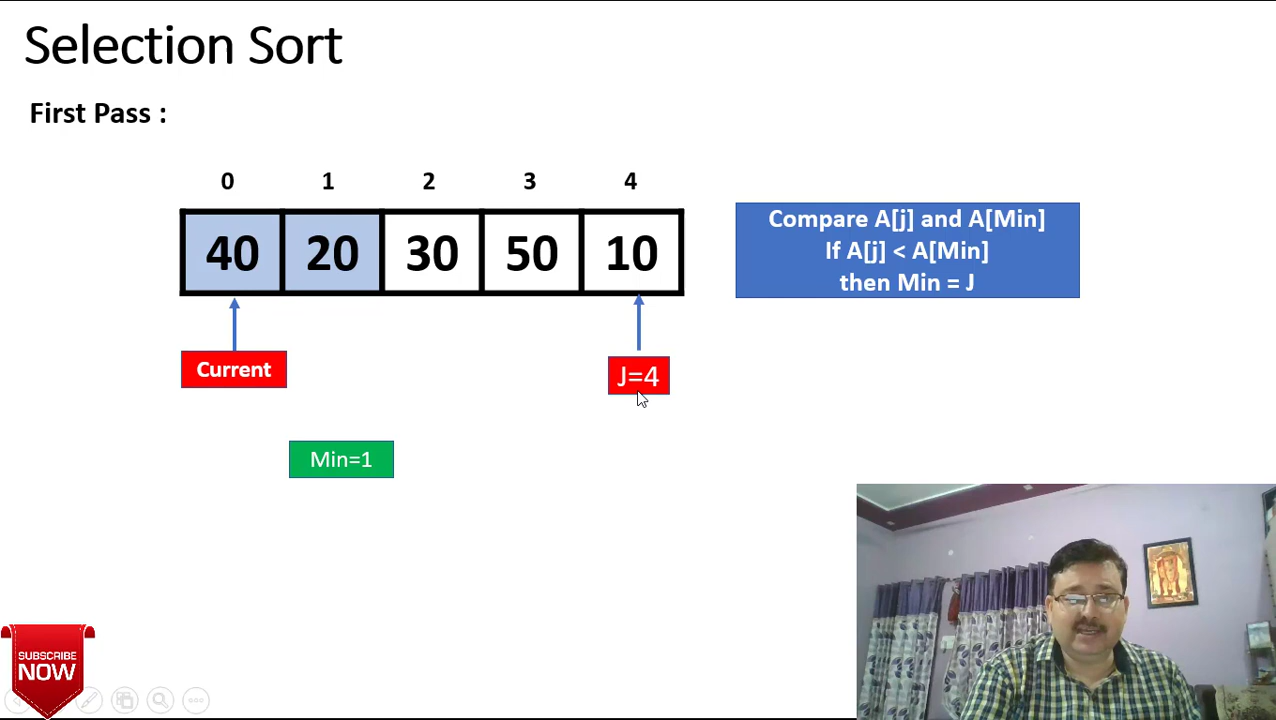 Selection Sort
First Pass :
0 1 2 3 4
40 20 30 50 10
Compare A[j] and A[Min]
If A[j] < A[Min]
then Min = J
Current
J=4
Min=1
SUBSCRIBE
NOW